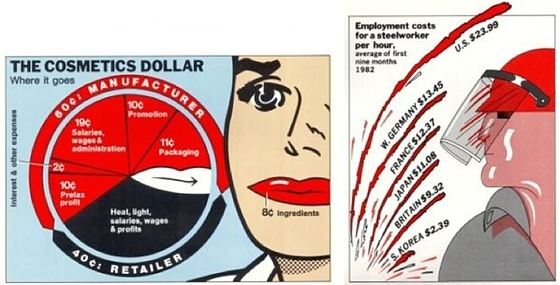 THE COSMETICS DOLLAR
Where it goes
60¢: MANUFACTURER
10¢
Promotion
19¢
Salaries,
wages &
administration
11¢
Packaging
Interest & other expenses
2¢
10¢
Pretax
profit
8¢ Ingredients
Heat, light,
salaries, wages
& profits
40¢: RETAILER
Employment costs
for a steelworker
per hour,
average of first
nine months
1982
U.S. $23.99
W. GERMANY $13.45
FRANCE $12.37
JAPAN $11.08
BRITAIN $9.32
S. KOREA $2.39